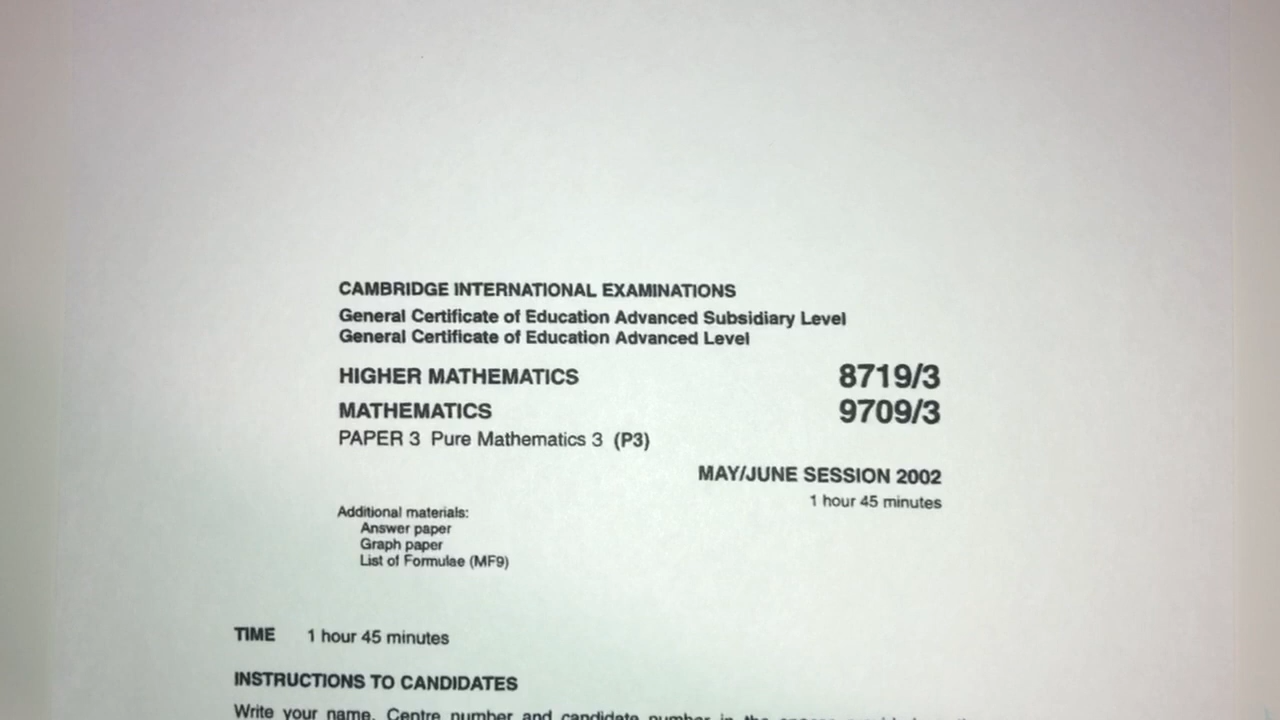 CAMBRIDGE INTERNATIONAL EXAMINATIONS
General Certificate of Education Advanced Subsidiary Level
General Certificate of Education Advanced Level
HIGHER MATHEMATICS 8719/3
MATHEMATICS 9709/3
PAPER 3 Pure Mathematics 3 (P3)
MAY/JUNE SESSION 2002
1 hour 45 minutes
Additional materials:
Answer paper
Graph paper
List of Formulae (MF9)
TIME 1 hour 45 minutes
INSTRUCTIONS TO CANDIDATES
Write your name, Centre number and candidate number in the